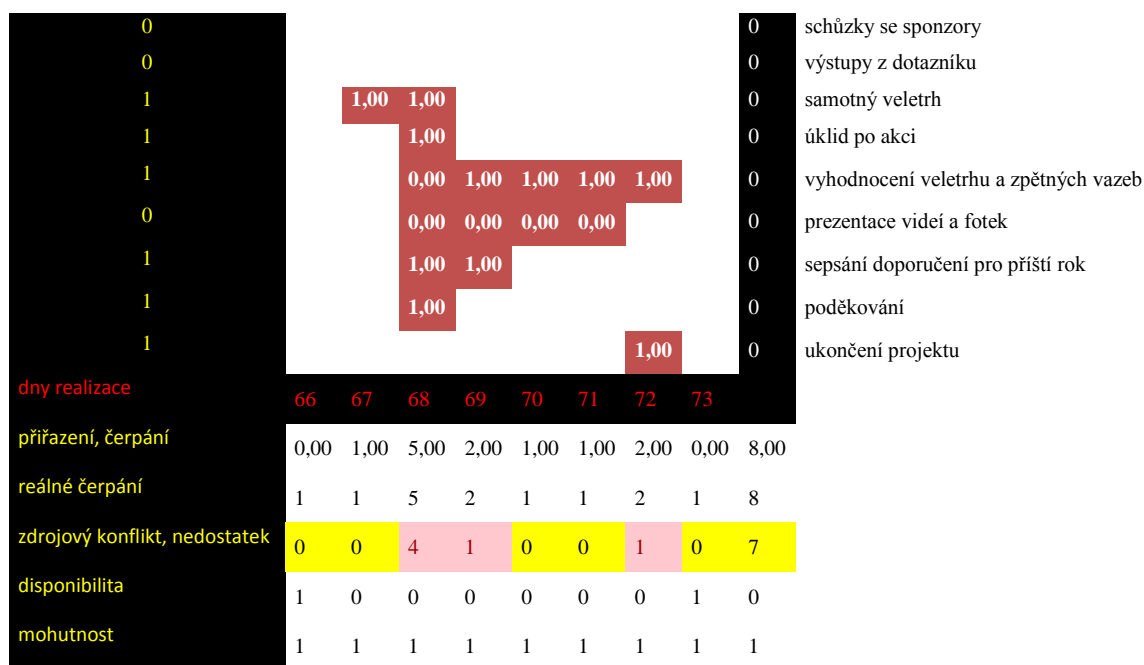 0 0 schůzky se sponzory
0 0 výstupy z dotazníku
1 1,00 1,00 0 samotný veletrh
1 1,00 0 úklid po akci
1 0,00 1,00 1,00 1,00 1,00 0 vyhodnocení veletrhu a zpětných vazeb
0 0,00 0,00 0,00 0,00 0 prezentace videí a fotek
1 1,00 1,00 0 sepsání doporučení pro příští rok
1 1,00 0 poděkování
1 1,00 0 ukončení projektu
dny realizace 66 67 68 69 70 71 72 73
přiřazení, čerpání 0,00 1,00 5,00 2,00 1,00 1,00 2,00 0,00 8,00
reálné čerpání 1 1 5 2 1 1 2 1 8
zdrojový konflikt, nedostatek 0 0 4 1 0 0 1 0 7
disponibilita 1 0 0 0 0 0 0 1 0
mohutnost 1 1 1 1 1 1 1 1 1